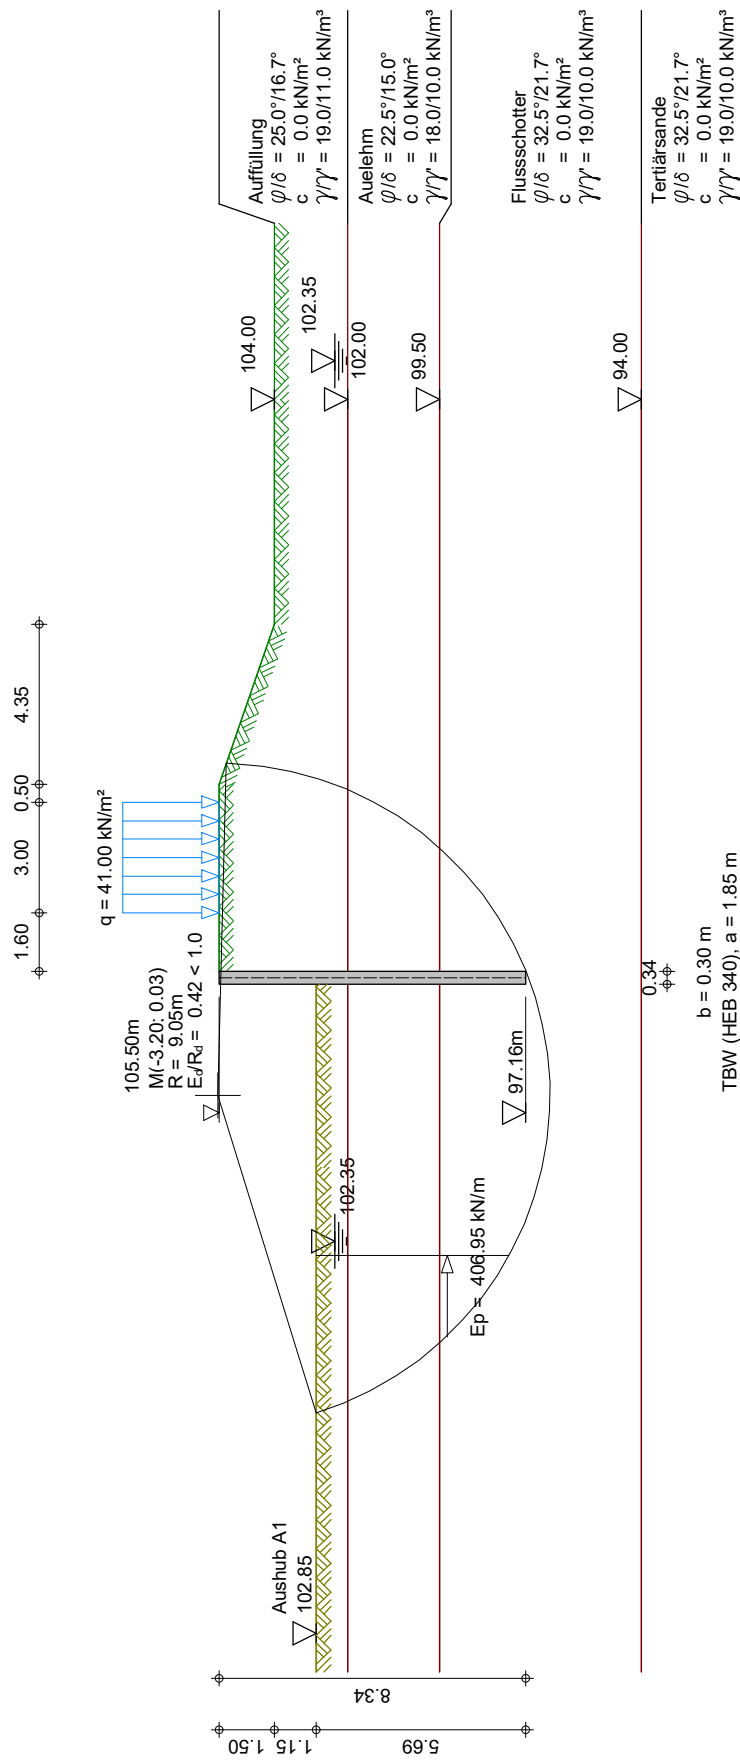 Auffüllung
φ/δ = 25.0°/16.7°
c = 0.0 kN/m²
γ/γ' = 19.0/11.0 kN/m³
Auelehm
φ/δ = 22.5°/15.0°
c = 0.0 kN/m²
γ/γ' = 18.0/10.0 kN/m³
Flussschotter
φ/δ = 32.5°/21.7°
c = 0.0 kN/m²
γ/γ' = 19.0/10.0 kN/m³
Tertiärsande
φ/δ = 32.5°/21.7°
c = 0.0 kN/m²
γ/γ' = 19.0/10.0 kN/m³
104.00
102.35
102.00
99.50
94.00
4.35
0.50
3.00
1.60
q = 41.00 kN/m²
105.50m
M(-3.20; 0.03)
R = 9.05m
Ed/Rd = 0.42 < 1.0
97.16m
0.34
b = 0.30 m
TBW (HEB 340), a = 1.85 m
102.35
Ep = 406.95 kN/m
Aushub A1
102.85
8.34
1.50
1.15
5.69